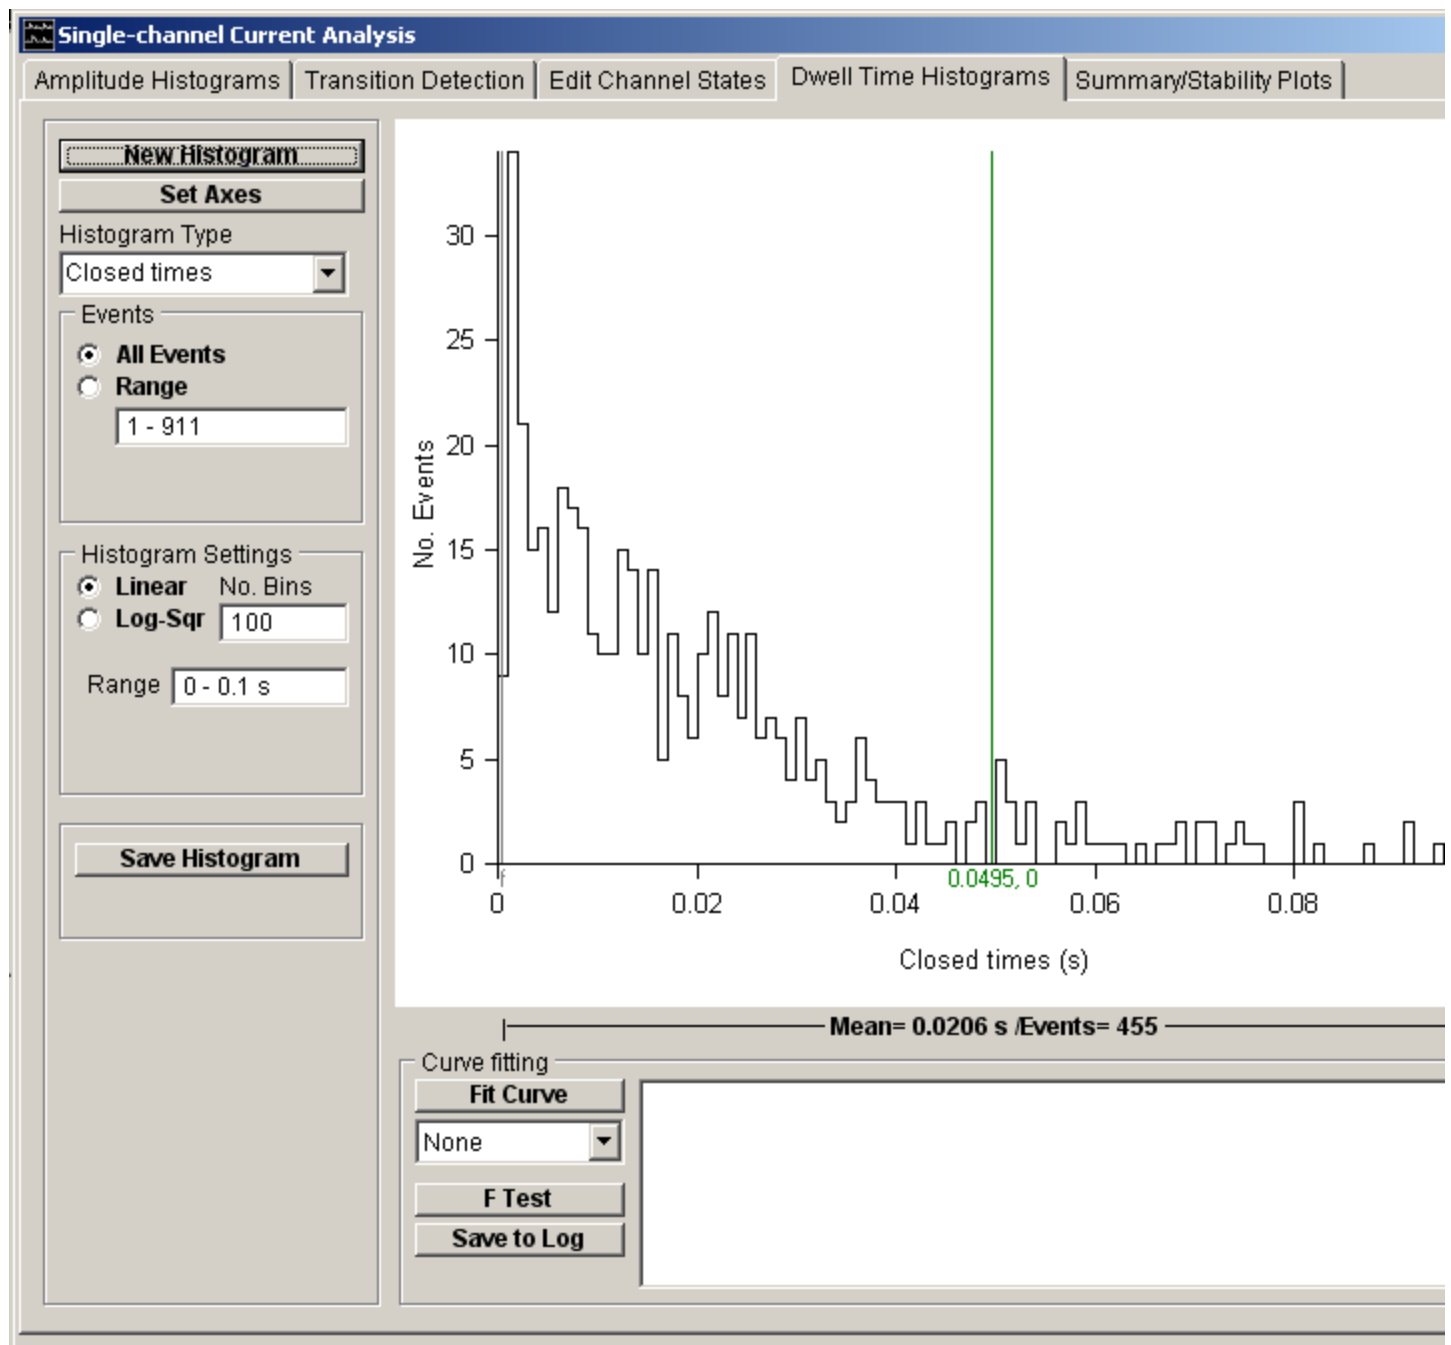 Single-channel Current Analysis
Amplitude Histograms Transition Detection Edit Channel States Dwell Time Histograms Summary/Stability Plots
New Histogram
Set Axes
Histogram Type
Closed times
Events
All Events
Range
1 - 911
Histogram Settings
Linear No. Bins
Log-Sqr 100
Range 0 - 0.1 s
Save Histogram
No. Events
30
25
20
15
10
5
0
f
0.0495, 0
0 0.02 0.04 0.06 0.08
Closed times (s)
Mean= 0.0206 s /Events= 455
Curve fitting
Fit Curve
None
F Test
Save to Log